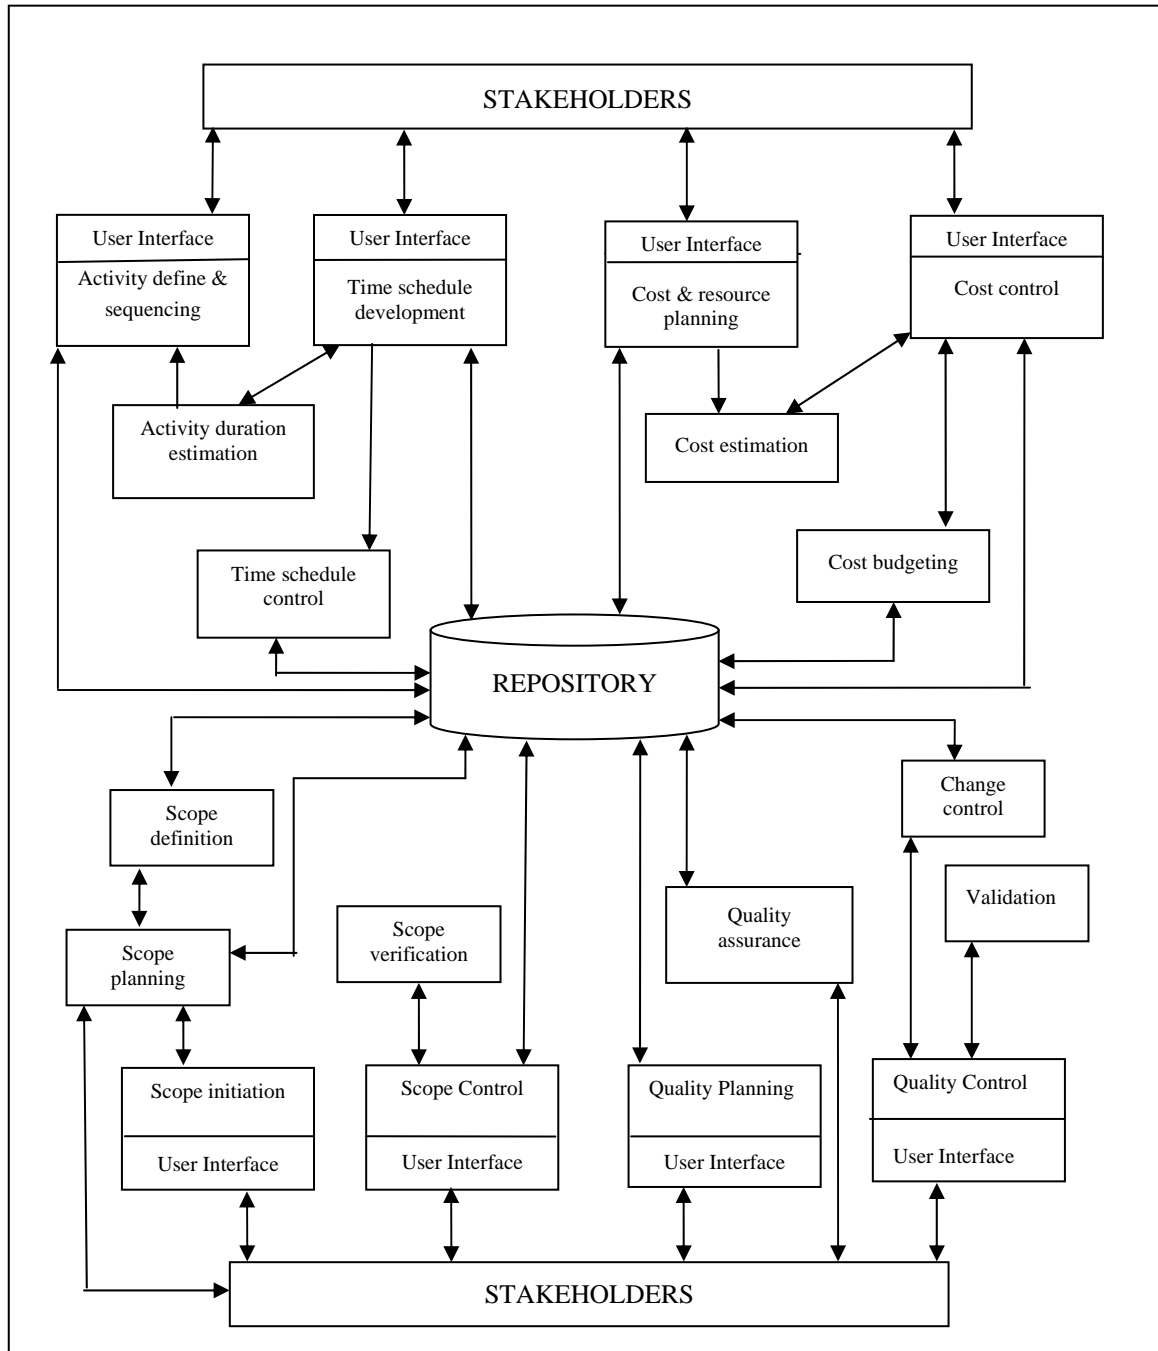 STAKEHOLDERS
User Interface
Activity define &
sequencing
User Interface
Time schedule
development
User Interface
Cost & resource
planning
User Interface
Cost control
Activity duration
estimation
Cost estimation
Time schedule
control
Cost budgeting
REPOSITORY
Scope
definition
Change
control
Scope
planning
Scope
verification
Quality
assurance
Validation
Scope initiation
User Interface
Scope Control
User Interface
Quality Planning
User Interface
Quality Control
User Interface
STAKEHOLDERS